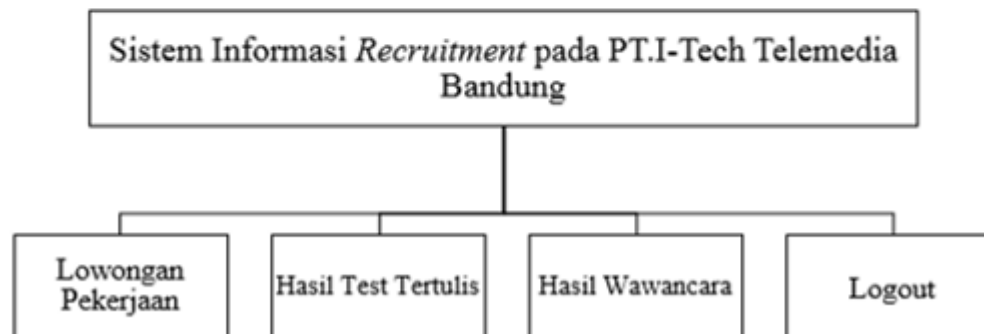 Sistem Informasi Recruitment pada PT.I-Tech Telemedia
Bandung
Lowongan
Pekerjaan
Hasil Test Tertulis
Hasil Wawancara
Logout